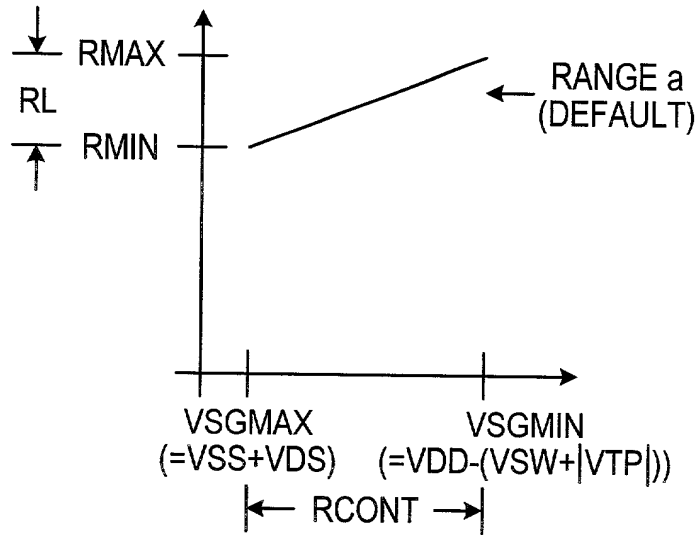 RMAX
RL
RMIN
RANGE a
(DEFAULT)
VSGMAX
(=VSS+VDS)
VSGMIN
(=VDD-(VSW+|VTP|))
RCONT